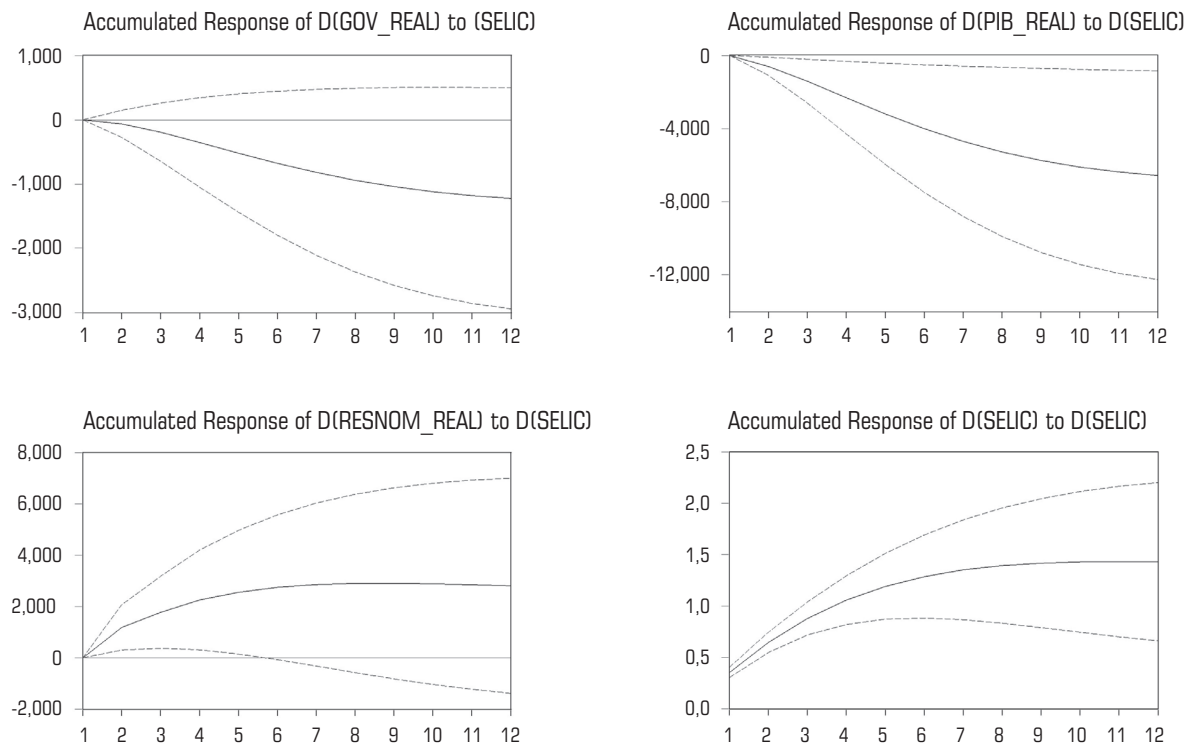 Accumulated Response of D(GOV_REAL) to (SELIC)
1,000
0
-1,000
-2,000
-3,000
1 2 3 4 5 6 7 8 9 10 11 12
Accumulated Response of D(PIB_REAL) to D(SELIC)
0
-4,000
-8,000
-12,000
1 2 3 4 5 6 7 8 9 10 11 12
Accumulated Response of D(RESNOM_REAL) to D(SELIC)
8,000
6,000
4,000
2,000
0
-2,000
1 2 3 4 5 6 7 8 9 10 11 12
Accumulated Response of D(SELIC) to D(SELIC)
2,5
2,0
1,5
1,0
0,5
0,0
1 2 3 4 5 6 7 8 9 10 11 12